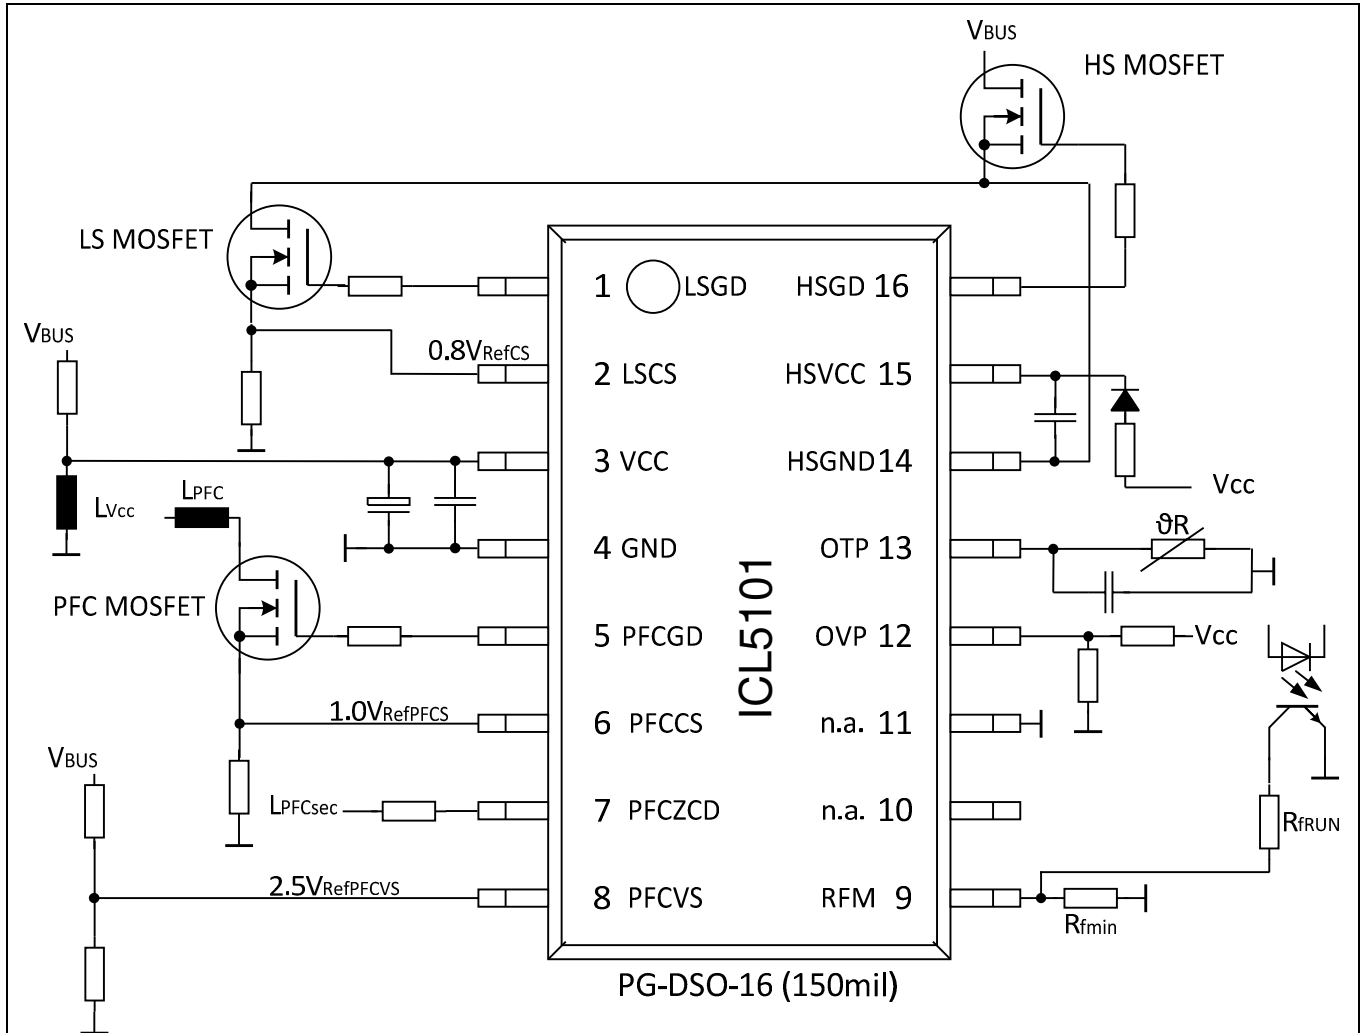 VBUS
HS MOSFET
LS MOSFET
1 LSGD
HSGD 16
VBUS
0.8VRefCS
2 LSCS
HSVCC 15
3 VCC
HSGND 14
LVcc
LPFC
Vcc
ϑR
4 GND
OTP 13
PFC MOSFET
5 PFCGD
OVP 12
Vcc
ICL5101
1.0VRefPFCS
6 PFCCS
n.a. 11
VBUS
LPFCsec
7 PFCZCD
n.a. 10
RfRUN
2.5VRefPFCVS
8 PFCVS
RFM 9
Rfmin
PG-DSO-16 (150mil)